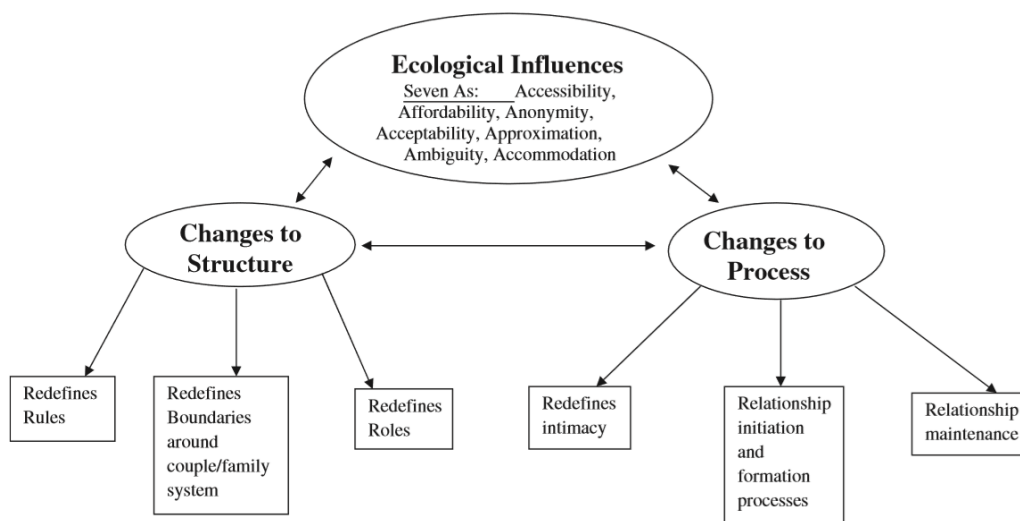 Ecological Influences
Seven As: Accessibility,
Affordability, Anonymity,
Acceptability, Approximation,
Ambiguity, Accommodation
Changes to
Structure
Changes to
Process
Redefines
Rules
Redefines
Boundaries
around
couple/family
system
Redefines
Roles
Redefines
intimacy
Relationship
initiation
and
formation
processes
Relationship
maintenance